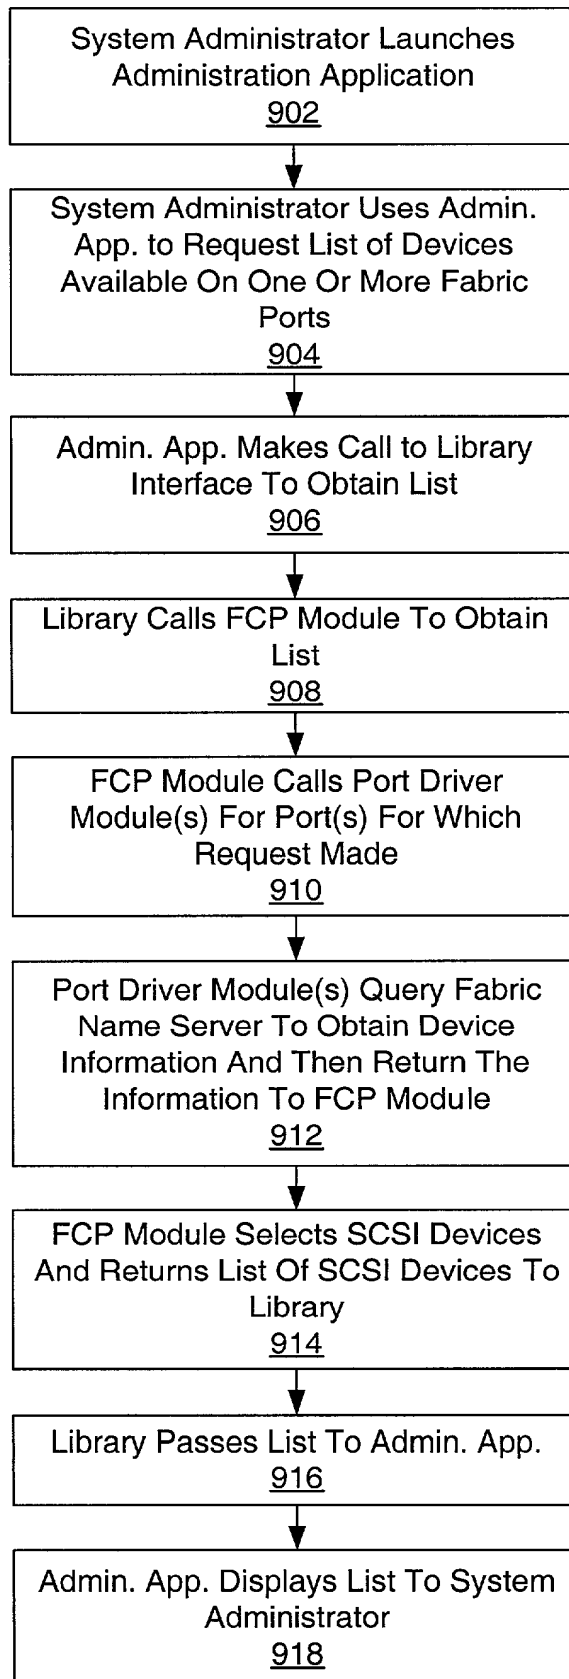 System Administrator Launches
Administration Application
902
System Administrator Uses Admin.
App. to Request List of Devices
Available On One Or More Fabric
Ports
904
Admin. App. Makes Call to Library
Interface To Obtain List
906
Library Calls FCP Module To Obtain
List
908
FCP Module Calls Port Driver
Module(s) For Port(s) For Which
Request Made
910
Port Driver Module(s) Query Fabric
Name Server To Obtain Device
Information And Then Return The
Information To FCP Module
912
FCP Module Selects SCSI Devices
And Returns List Of SCSI Devices To
Library
914
Library Passes List To Admin. App.
916
Admin. App. Displays List To System
Administrator
918